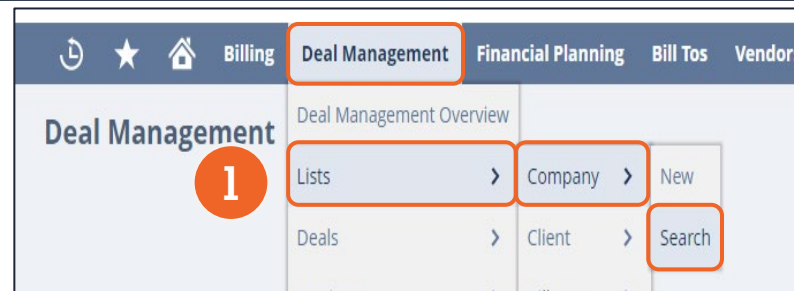 Billing Deal Management Financial Planning Bill Tos Vendor
Deal Management
Deal Management Overview
1
Lists > Company > New
Deals > Client > Search